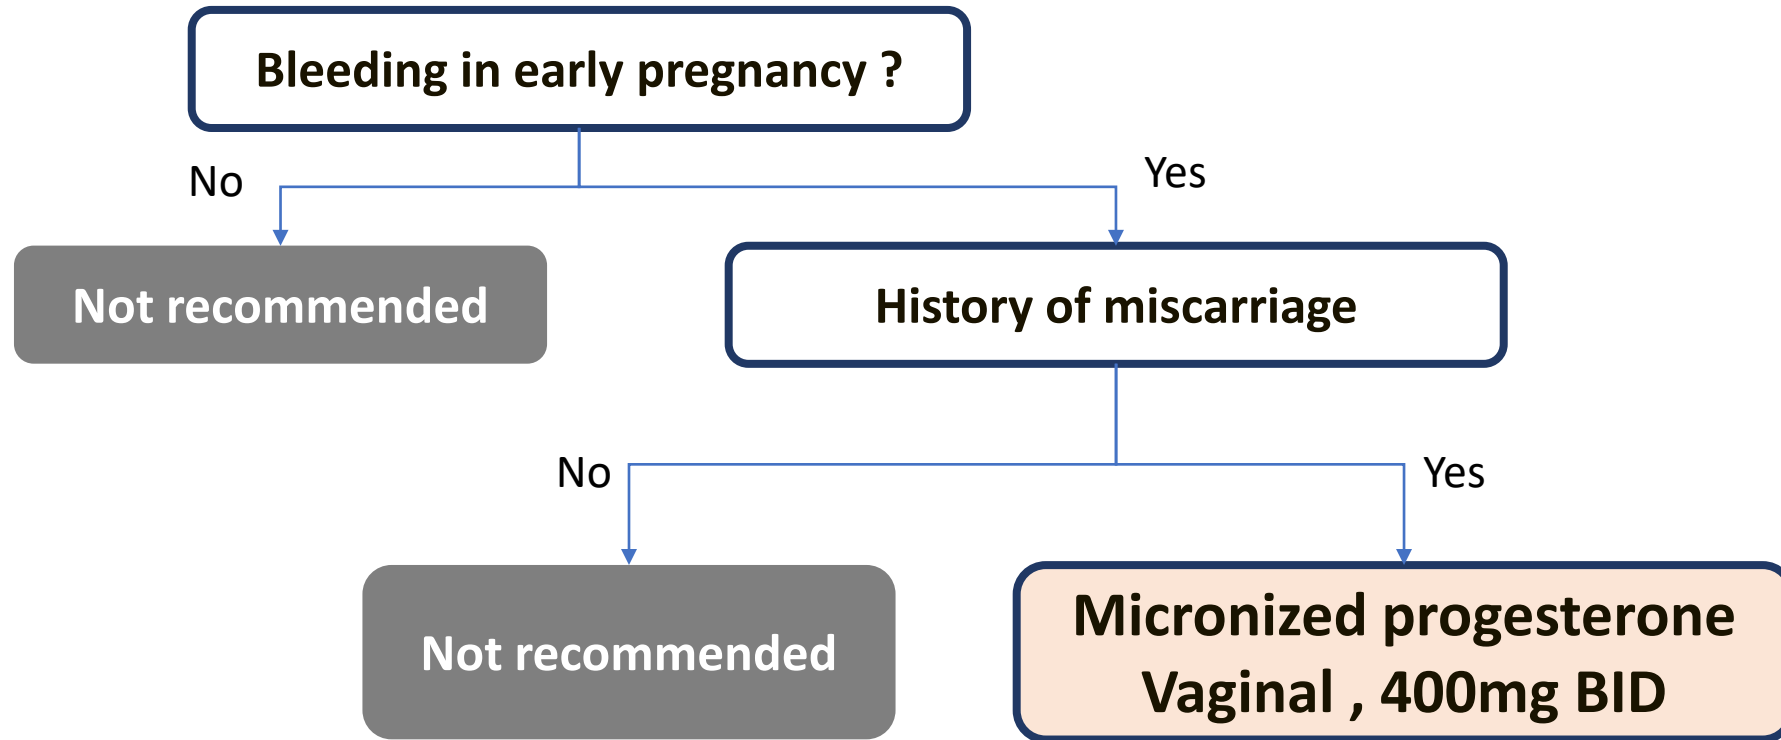 Bleeding in early pregnancy ?
No
Yes
Not recommended
History of miscarriage
No
Yes
Not recommended
Micronized progesterone
Vaginal , 400mg BID